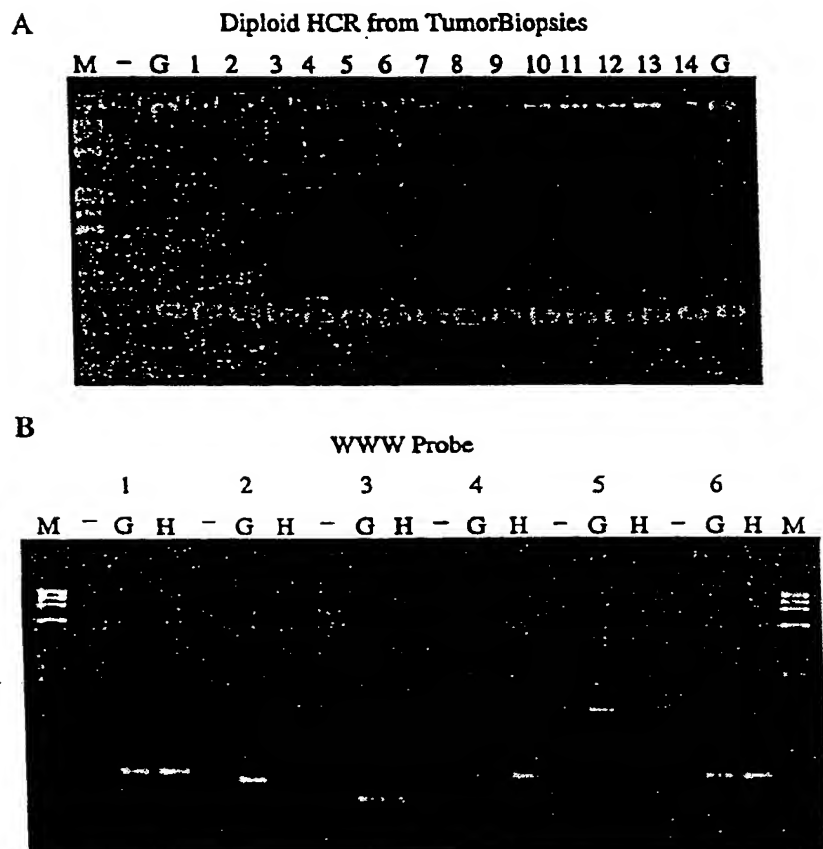 A
Diploid HCR from TumorBiopsies
M - G 1 2 3 4 5 6 7 8 9 10 11 12 13 14 G
B
WWW Probe
1 2 3 4 5 6
M - G H - G H - G H - G H - G H - G H M